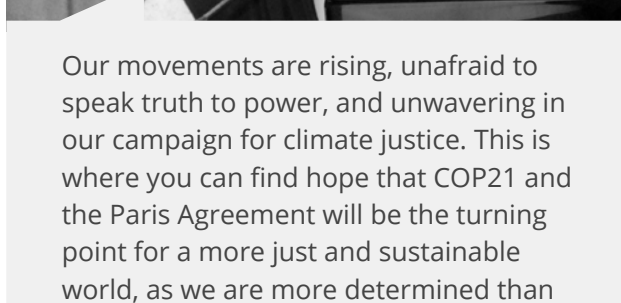 Our movements are rising, unafraid to
speak truth to power, and unwavering in
our campaign for climate justice. This is
where you can find hope that COP21 and
the Paris Agreement will be the turning
point for a more just and sustainable
world, as we are more determined than